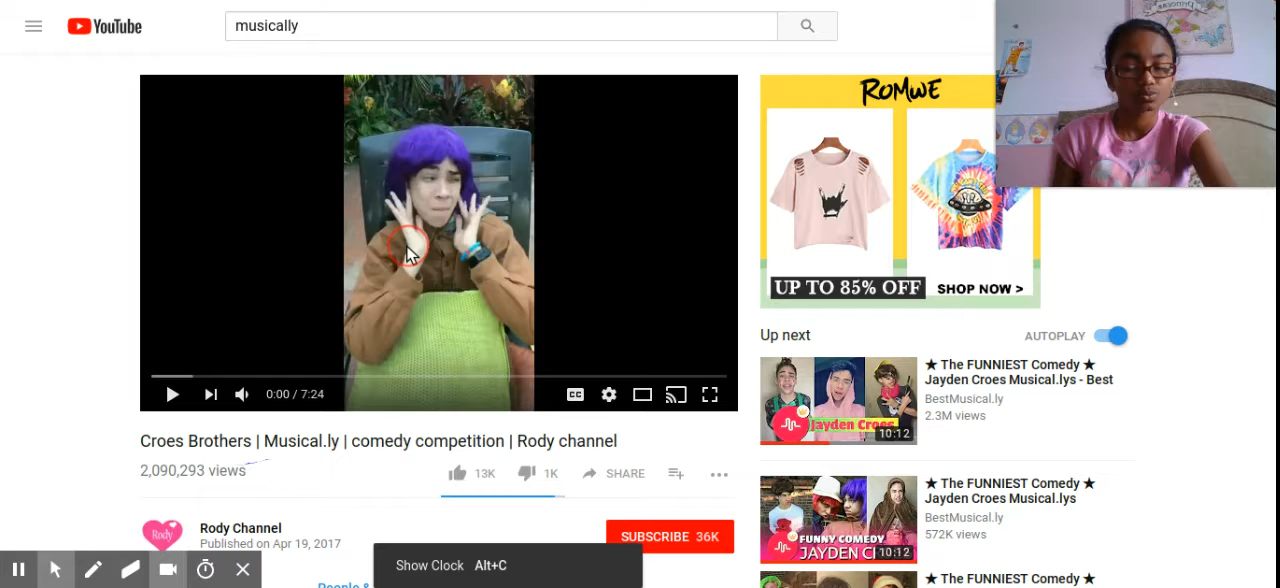 YouTube
musically
Princess
ROMWE
UP TO 85% OFF
SHOP NOW >
0:00 / 7:24
CC
Croes Brothers | Musical.ly | comedy competition | Rody channel
2,090,293 views
13K
1K
SHARE
Rody
Rody Channel
Published on Apr 19, 2017
SUBSCRIBE 36K
People &
Show Clock Alt+C
Up next
AUTOPLAY
Jayden Croes
10:12
★ The FUNNIEST Comedy ★
Jayden Croes Musical.lys - Best
BestMusical.ly
2.3M views
FUNNY COMEDY
JAYDEN
10:12
★ The FUNNIEST Comedy ★
Jayden Croes Musical.lys
BestMusical.ly
572K views
★ The FUNNIEST Comedy ★